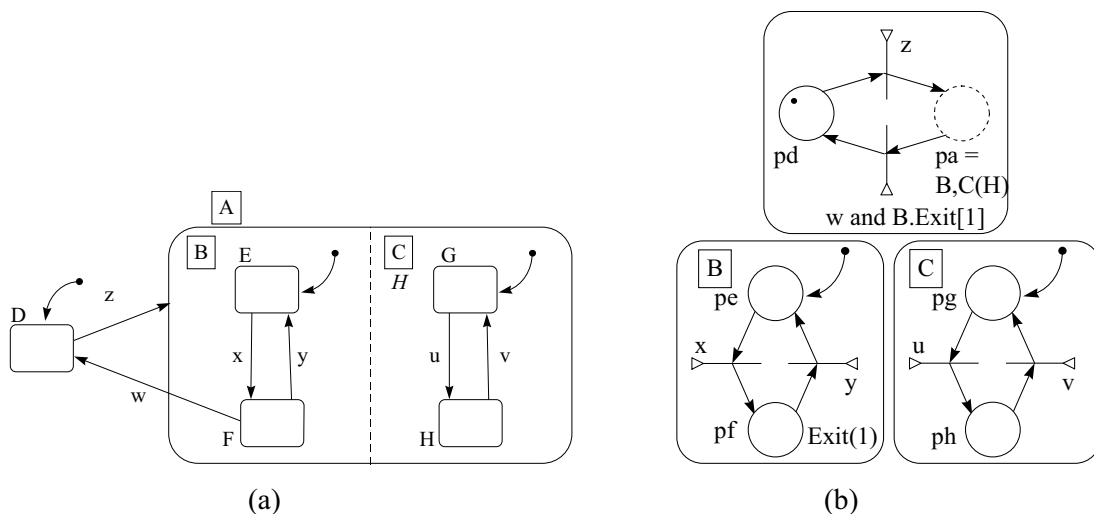 A
B
E
C
H
G
D
z
x
y
u
v
w
F
H
(a)
z
pd
pa =
B,C(H)
w and B.Exit[1]
B
pe
x
y
pf
Exit(1)
C
pg
u
v
ph
(b)